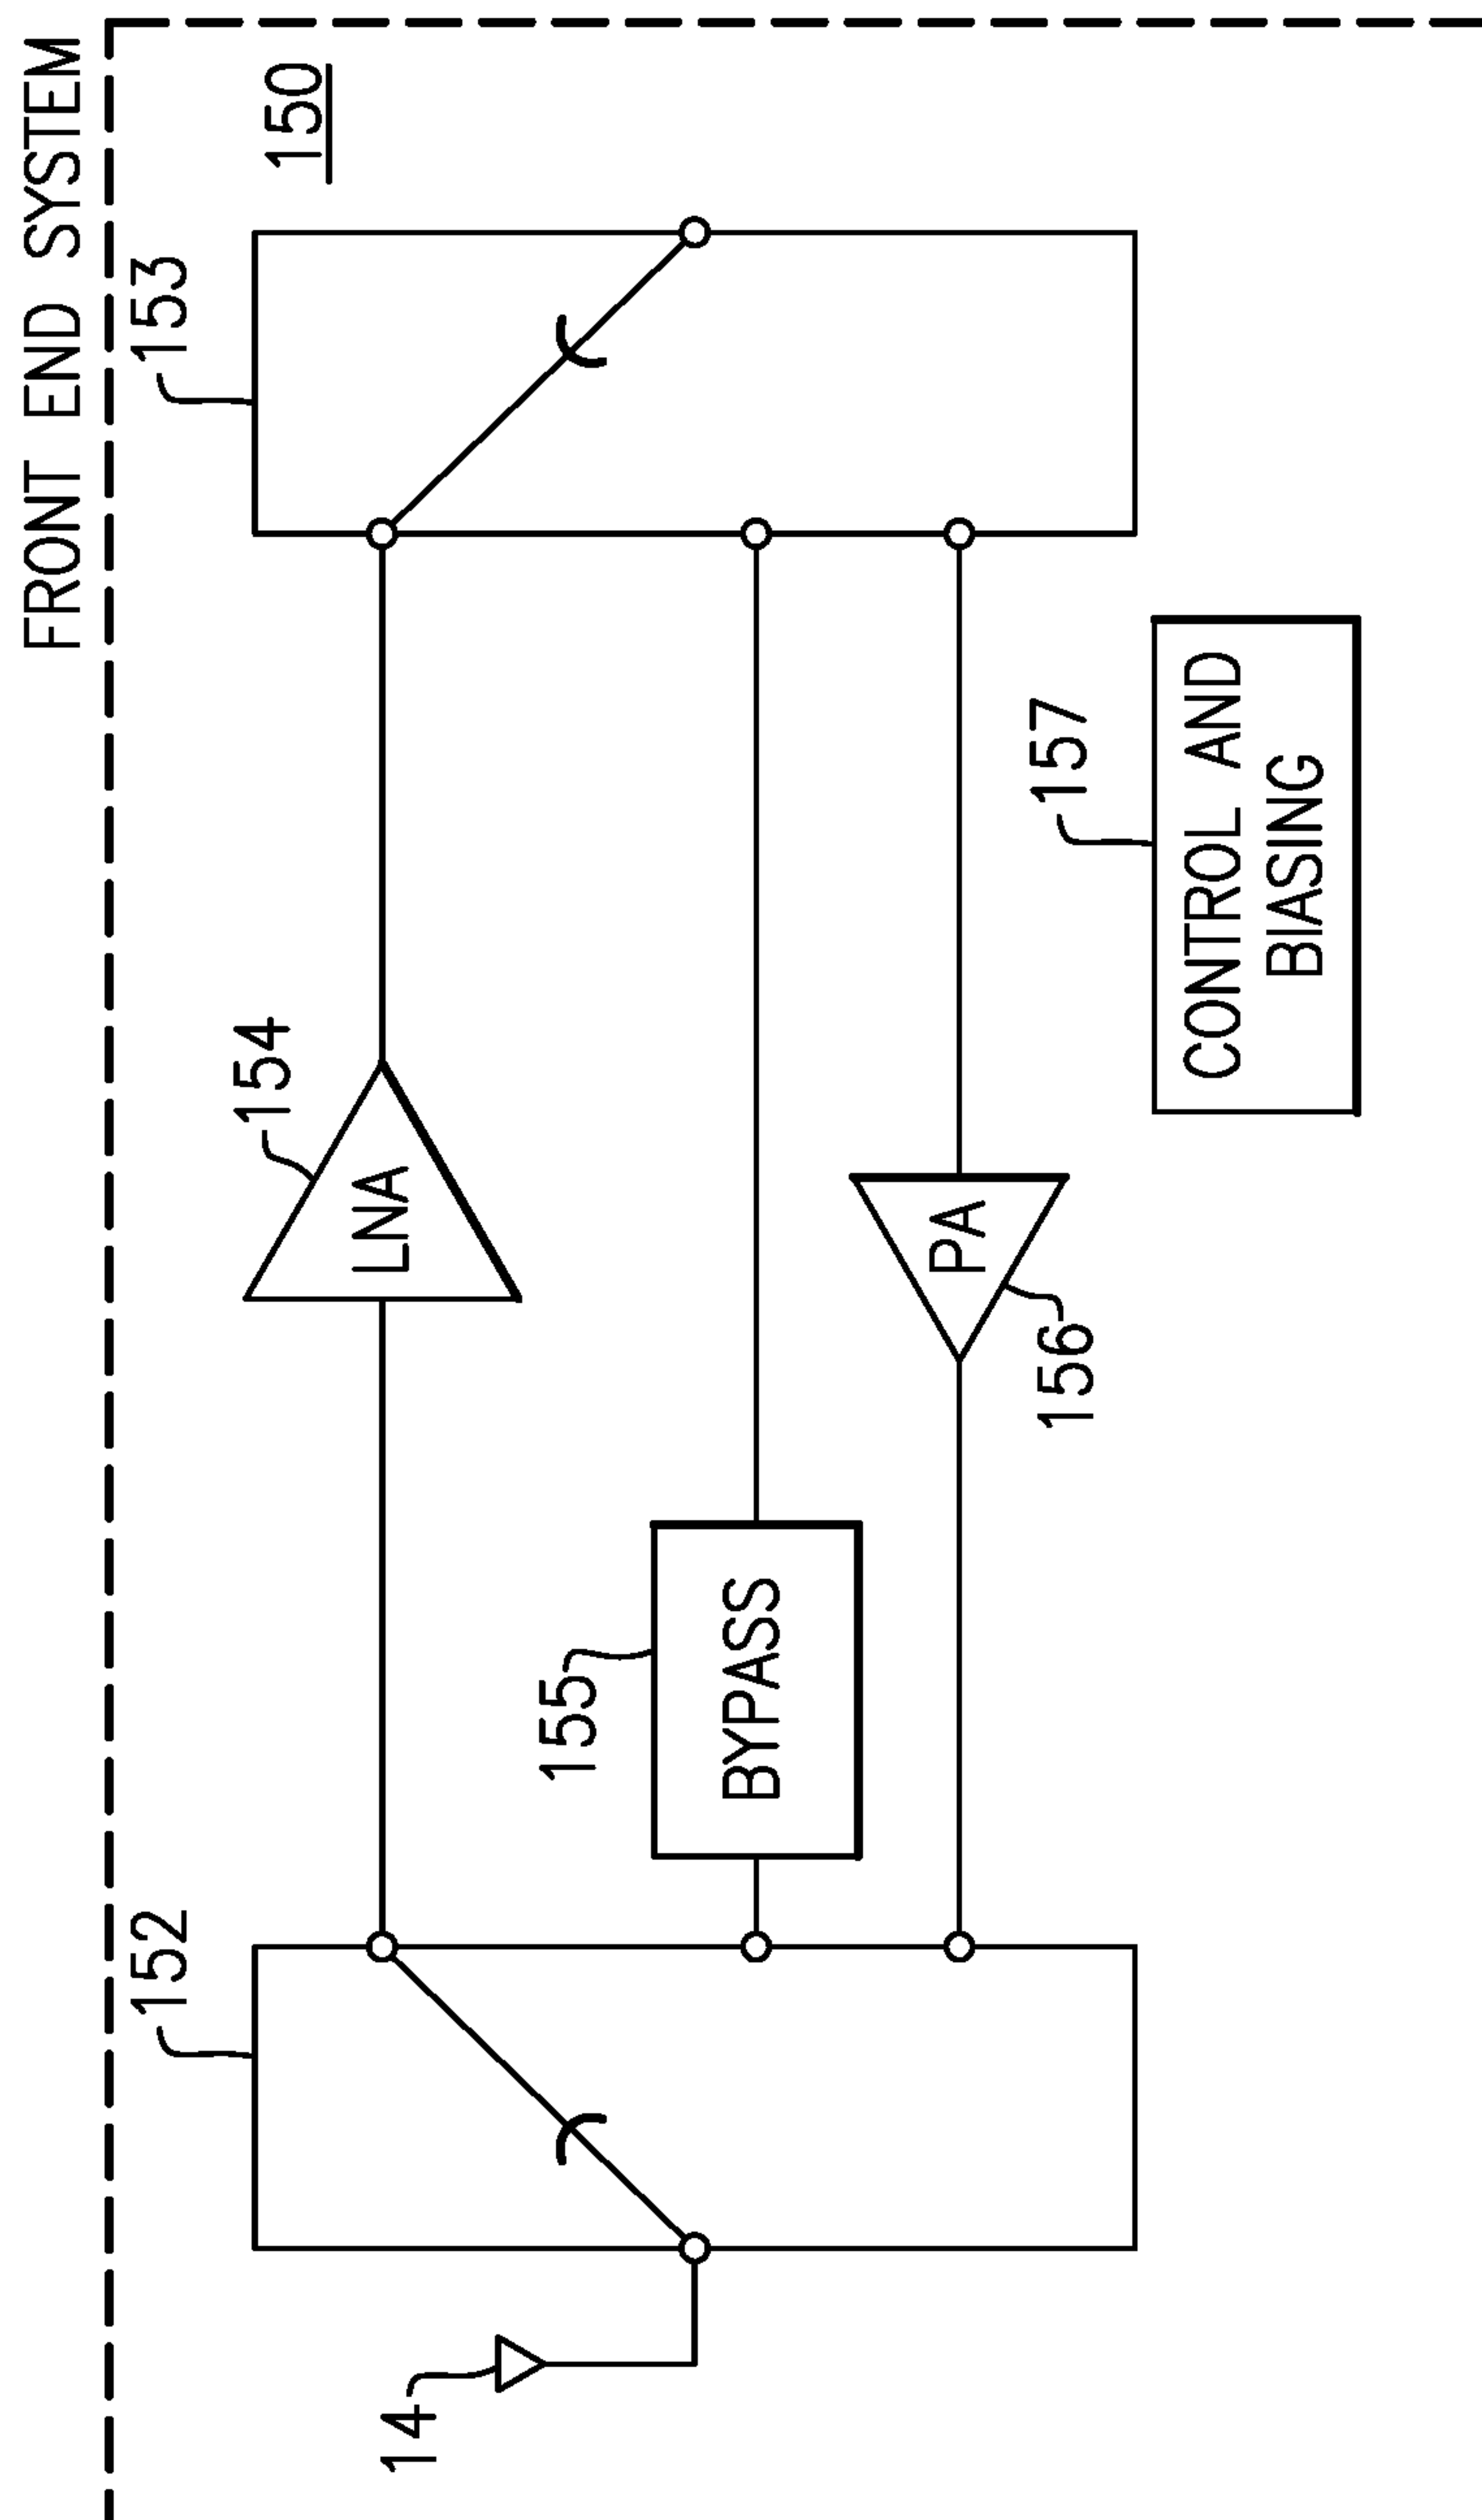 FRONT END SYSTEM
150
152
153
154
LNA
14
155
BYPASS
PA
156
157
CONTROL AND
BIASING